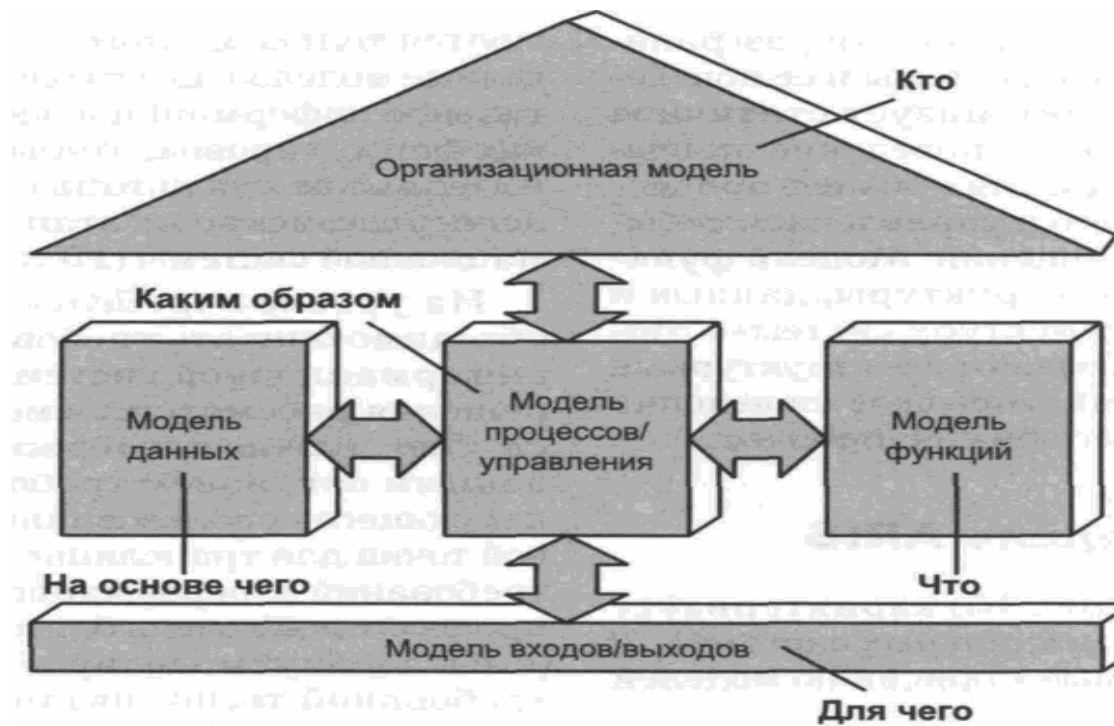 Кто
Организационная модель
Каким образом
Модель
данных
Модель
процессов/
управления
Модель
функций
На основе чего
Что
Модель входов/выходов
Для чего